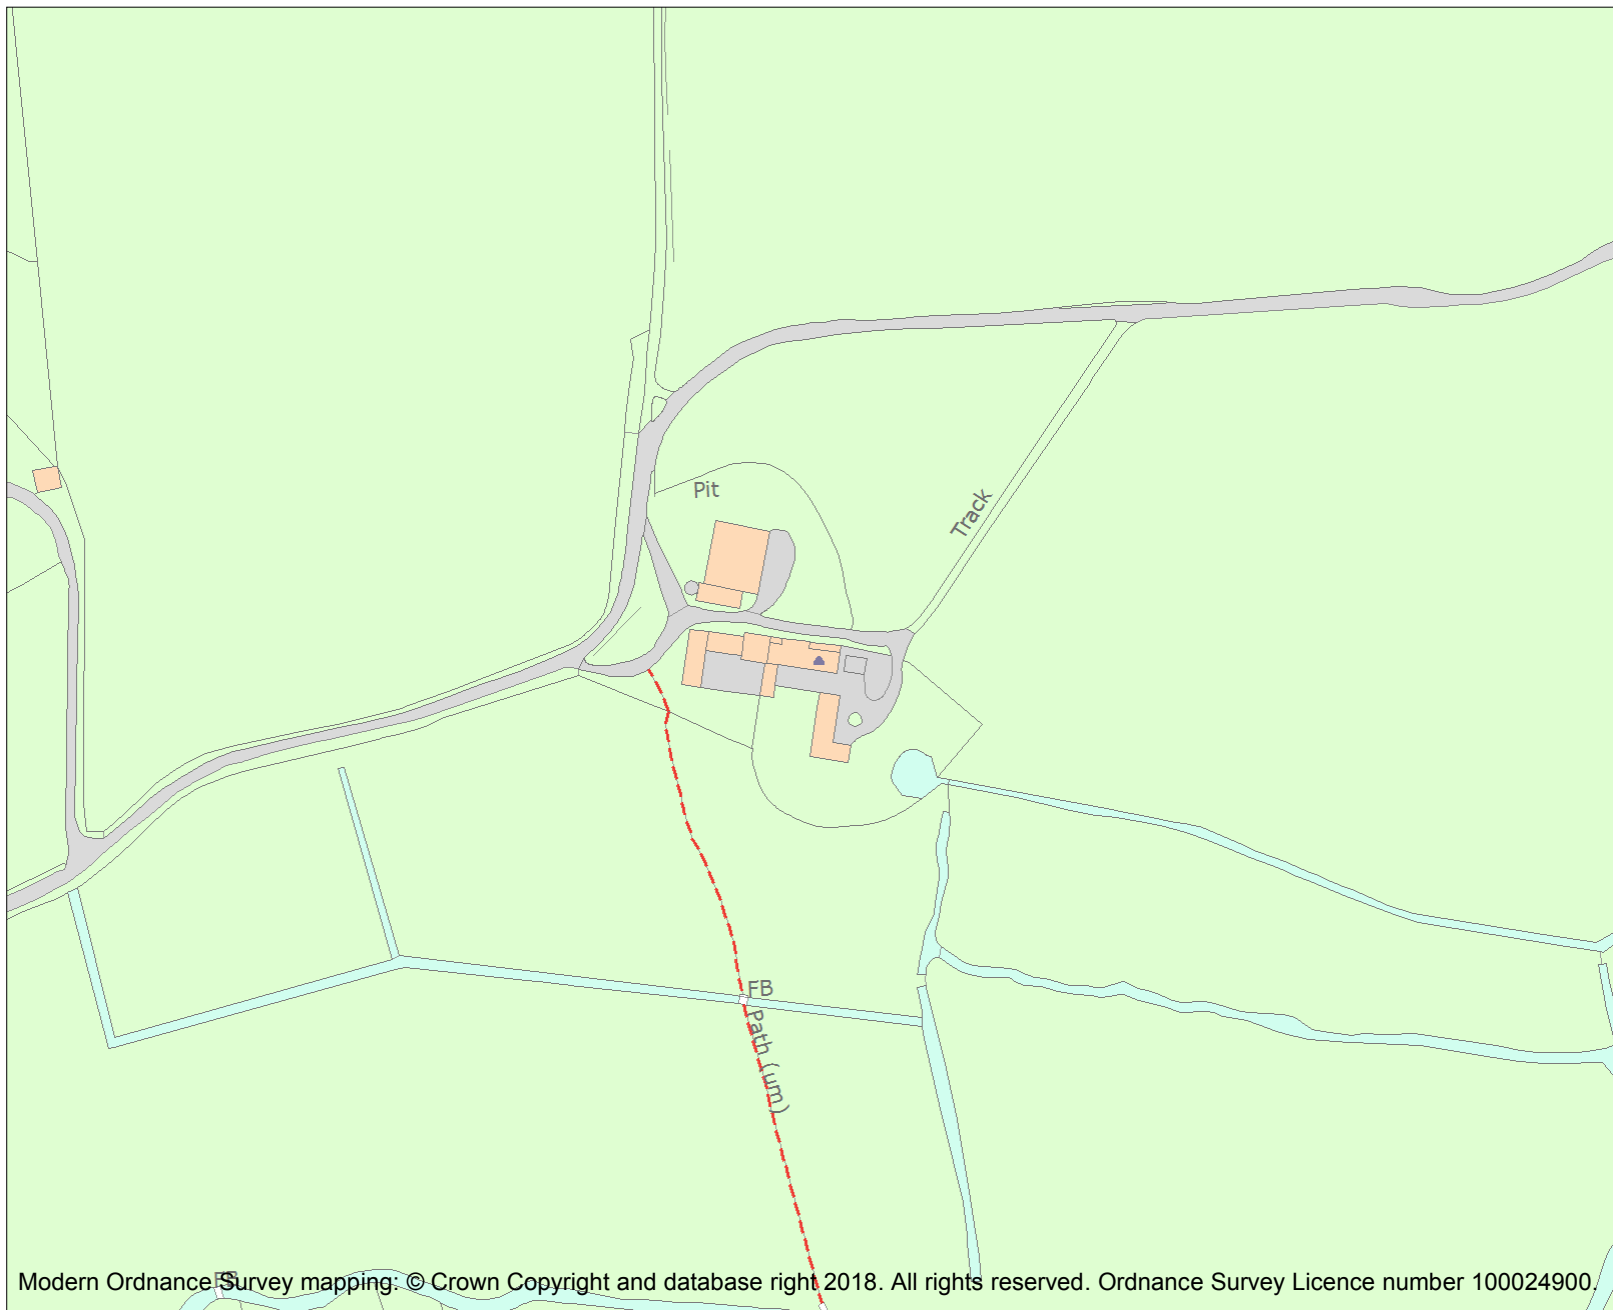 Pit
Track
FB
Path (um)
FB
Modern Ordnance Survey mapping: © Crown Copyright and database right 2018. All rights reserved. Ordnance Survey Licence number 100024900.